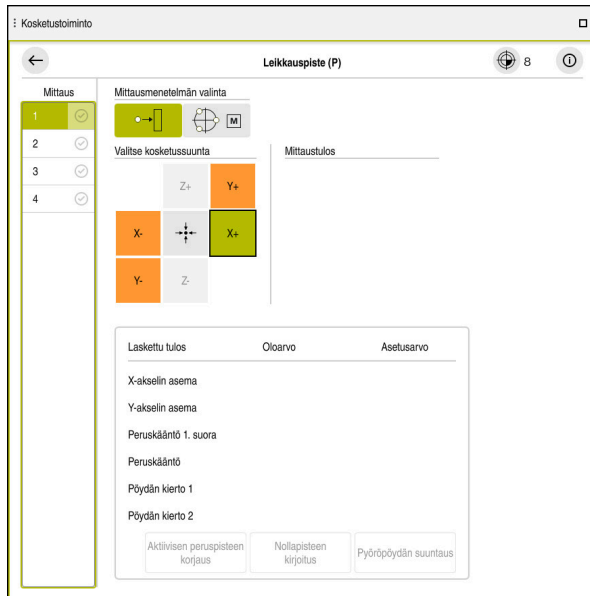 Kosketustoiminto
Leikkauspiste (P)
8
Mittaus
Mittausmenetelmän valinta
1
M
2
Valitse kosketussuunta
Mittaustulos
3
4
Z+
Y+
X-
X+
Y-
Z-
Laskettu tulos
Oloarvo
Asetusarvo
X-akselin asema
Y-akselin asema
Peruskääntö 1. suora
Peruskääntö
Pöydän kierto 1
Pöydän kierto 2
Aktiivisen peruspisteen
korjaus
Nollapisteen
kirjoitus
Pyöröpöydän suuntaus